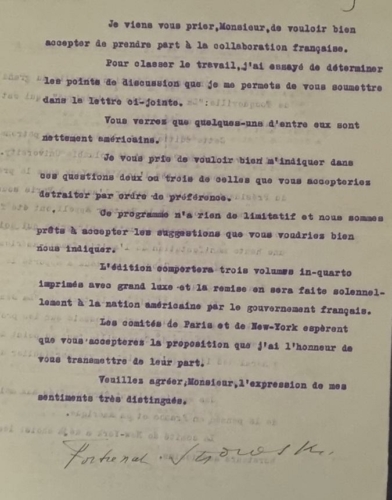 Je viens vous prier,Monsieur,de vouloir bien
accepter de prendre part à la collaboration française.
Pour classer le travail,j'ai essayé de déterminer
les points de discussion que je me permets de vous soumettre
dans la lettre ci-jointe.
Vous verrez que quelques-uns d'entre eux sont
nettement américains.
Je vous prie de vouloir bien m'indiquer dans
ces questions deux ou trois de celles que vous accepteriez
detraiter par ordre de préférence.
Ce programme n'a rien de limitatif et nous sommes
prêts à accepter les suggestions que vous voudriez bien
nous indiquer.
L'édition comportera trois volumes in-quarto
imprimés avec grand luxe et la remise en sera faite solennel-
lement à la nation américaine par le gouvernement français.
Les comités de Paris et de New-York espèrent
que vous accepterez la proposition que j'ai l'honneur de
vous transmettre de leur part.
Veuillez agréer,Monsieur,l'expression de mes
sentiments très distingués.